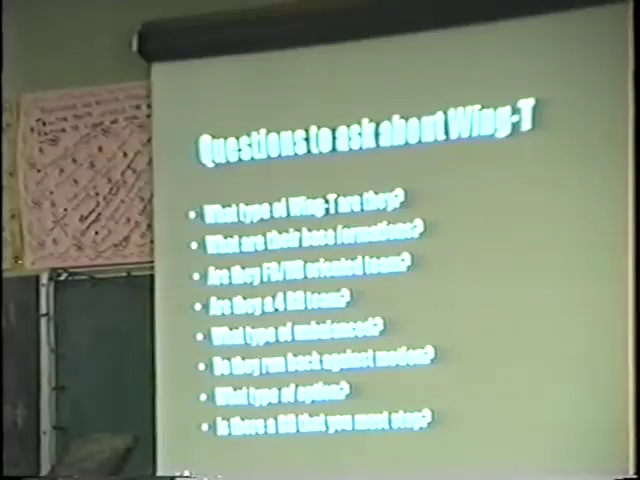 Questions to ask about Wing-T
• What type of Wing-T are they?
• What are their base formations?
• Are they FB/HB oriented team?
• Are they a 4 RB team?
• What type of unbalanced?
• Do they run back against motion?
• What type of option?
• Is there a RB that you must stop?